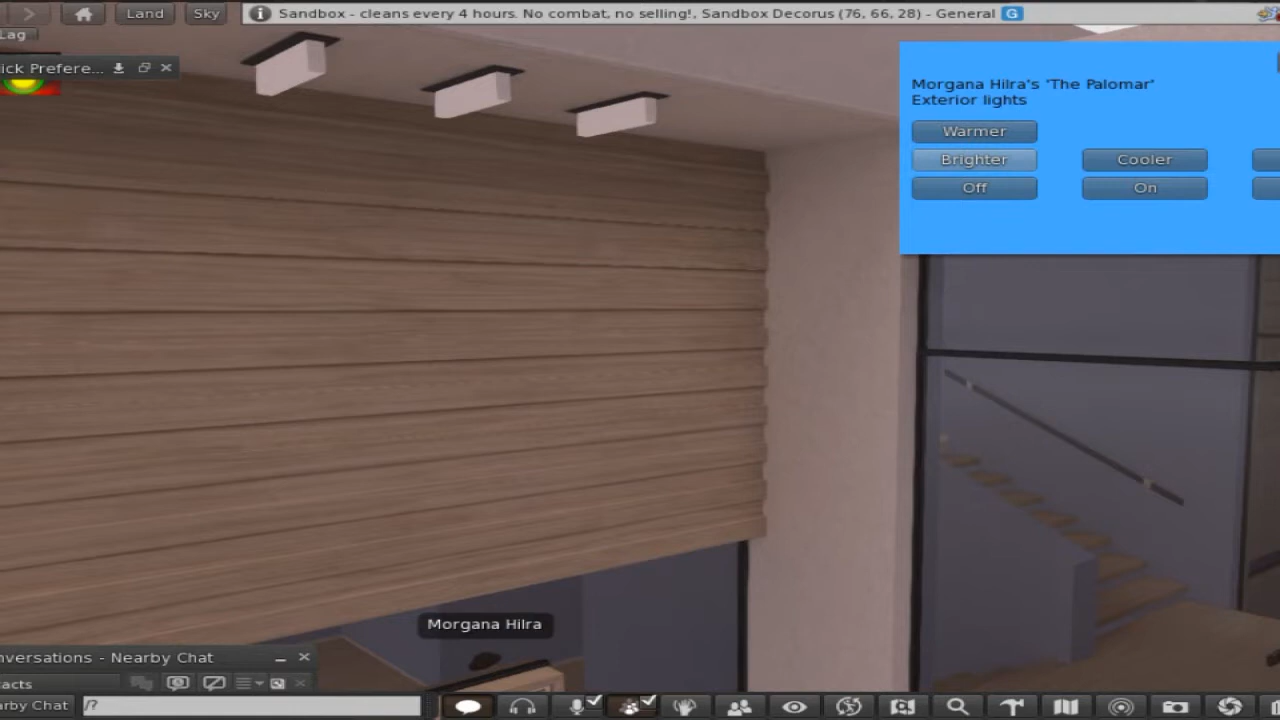 Land
Sky
Sandbox - cleans every 4 hours. No combat, no selling!, Sandbox Decorus (76, 66, 28) - General G
Lag
ick Prefere...
Morgana Hilra's 'The Palomar'
Exterior lights
Warmer
Brighter
Cooler
Off
On
Morgana Hilra
nversations - Nearby Chat
acts
arby Chat
/?